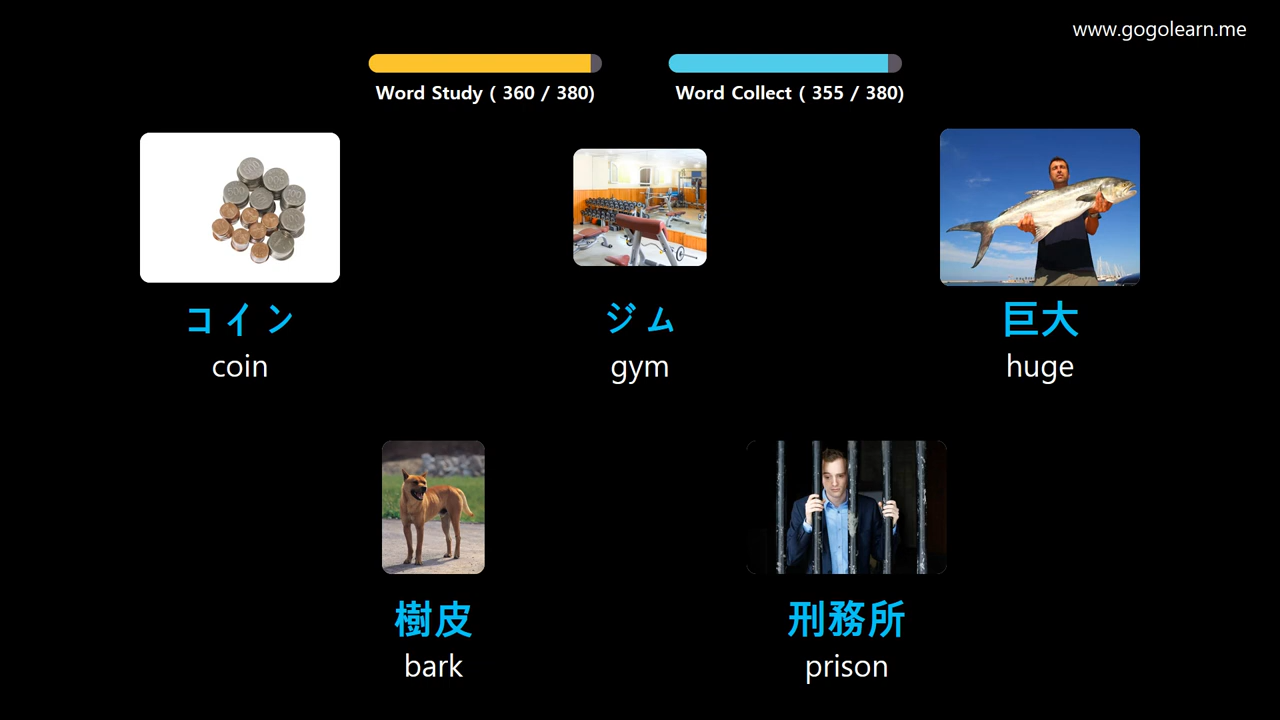 www.gogolearn.me
Word Study ( 360 / 380)
Word Collect ( 355 / 380)
コイン
coin
ジム
gym
巨大
huge
樹皮
bark
刑務所
prison